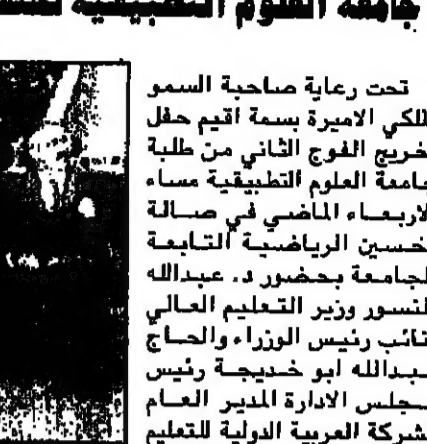 جامعة العلوم التطبيقية
تحت رعاية صاحبة السمو
الملكي الاميرة بسمة اقيم حفل
تخريج الفوج الثاني من طلبة
جامعة العلوم التطبيقية مساء
الاربعاء الماضي في صالة
الحسين الرياضية التابعة
للجامعة بحضور د. عبدالله
النسور وزير التعليم العالي
نائب رئيس الوزراء والحاج
عبدالله ابو خديجة رئيس
مجلس الادارة المدير العام
للشركة العربية الدولية للتعليم